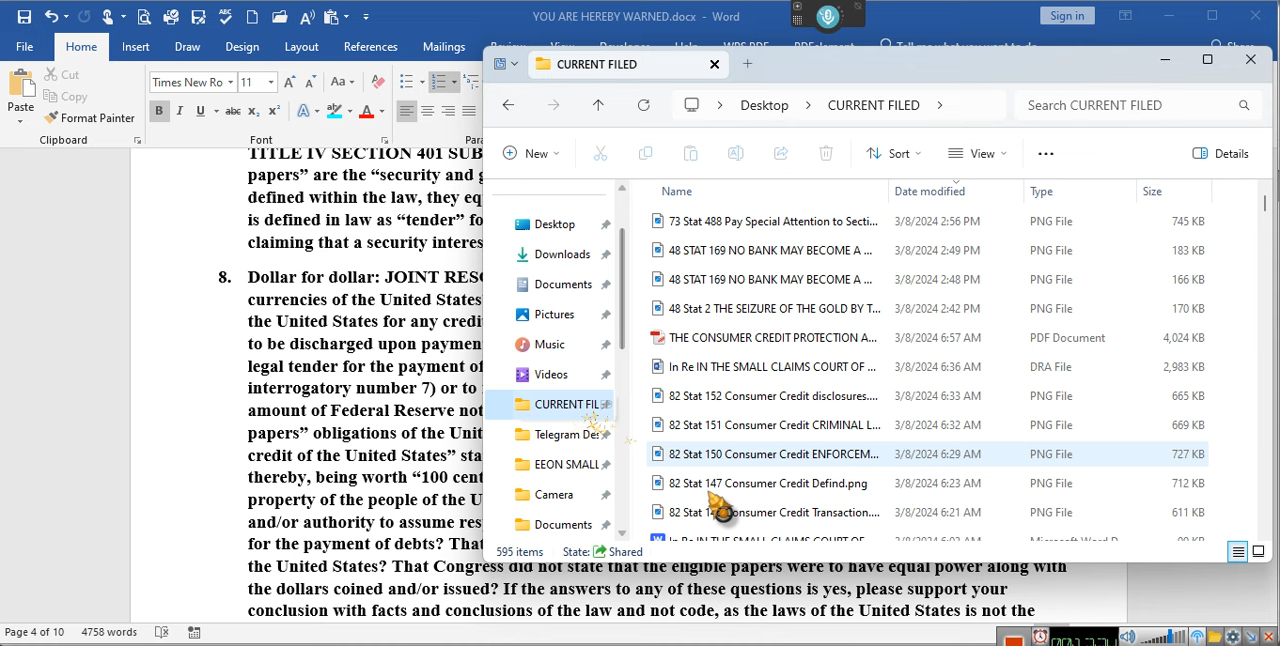 YOU ARE HEREBY WARNED.docx - Word
Sign in
File Home Insert Draw Design Layout References Mailings
Cut
Copy
Format Painter
Paste
Clipboard
Times New Ro 11
Font
TITLE IV SECTION 401 SUB
papers” are the “security and g
defined within the law, they eq
is defined in law as “tender” fo
claiming that a security interes
8. Dollar for dollar: JOINT RESO
currencies of the United States
the United States for any credit
to be discharged upon paymen
legal tender for the payment of
interrogatory number 7) or to
amount of Federal Reserve not
papers” obligations of the Unit
credit of the United States” sta
thereby, being worth “100 cent
property of the people of the U
and/or authority to assume res
for the payment of debts? That
the United States? That Congress did not state that the eligible papers were to have equal power along with
the dollars coined and/or issued? If the answers to any of these questions is yes, please support your
conclusion with facts and conclusions of the law and not code, as the laws of the United States is not the
Page 4 of 10 4758 words
CURRENT FILED
Desktop > CURRENT FILED >
Search CURRENT FILED
New
Sort
View
Details
Desktop
Downloads
Documents
Pictures
Music
Videos
CURRENT FIL
Telegram Des
EEON SMALL
Camera
Documents
Name Date modified Type Size
73 Stat 488 Pay Special Attention to Secti... 3/8/2024 2:56 PM PNG File 745 KB
48 STAT 169 NO BANK MAY BECOME A ... 3/8/2024 2:49 PM PNG File 183 KB
48 STAT 169 NO BANK MAY BECOME A ... 3/8/2024 2:48 PM PNG File 166 KB
48 Stat 2 THE SEIZURE OF THE GOLD BY T... 3/8/2024 2:42 PM PNG File 170 KB
THE CONSUMER CREDIT PROTECTION A... 3/8/2024 6:57 AM PDF Document 4,024 KB
In Re IN THE SMALL CLAIMS COURT OF ... 3/8/2024 6:36 AM DRA File 2,983 KB
82 Stat 152 Consumer Credit disclosures.... 3/8/2024 6:33 AM PNG File 665 KB
82 Stat 151 Consumer Credit CRIMINAL L... 3/8/2024 6:32 AM PNG File 669 KB
82 Stat 150 Consumer Credit ENFORCEM... 3/8/2024 6:29 AM PNG File 727 KB
82 Stat 147 Consumer Credit Defind.png 3/8/2024 6:23 AM PNG File 712 KB
82 Stat Consumer Credit Transaction.... 3/8/2024 6:21 AM PNG File 611 KB
595 items State: Shared